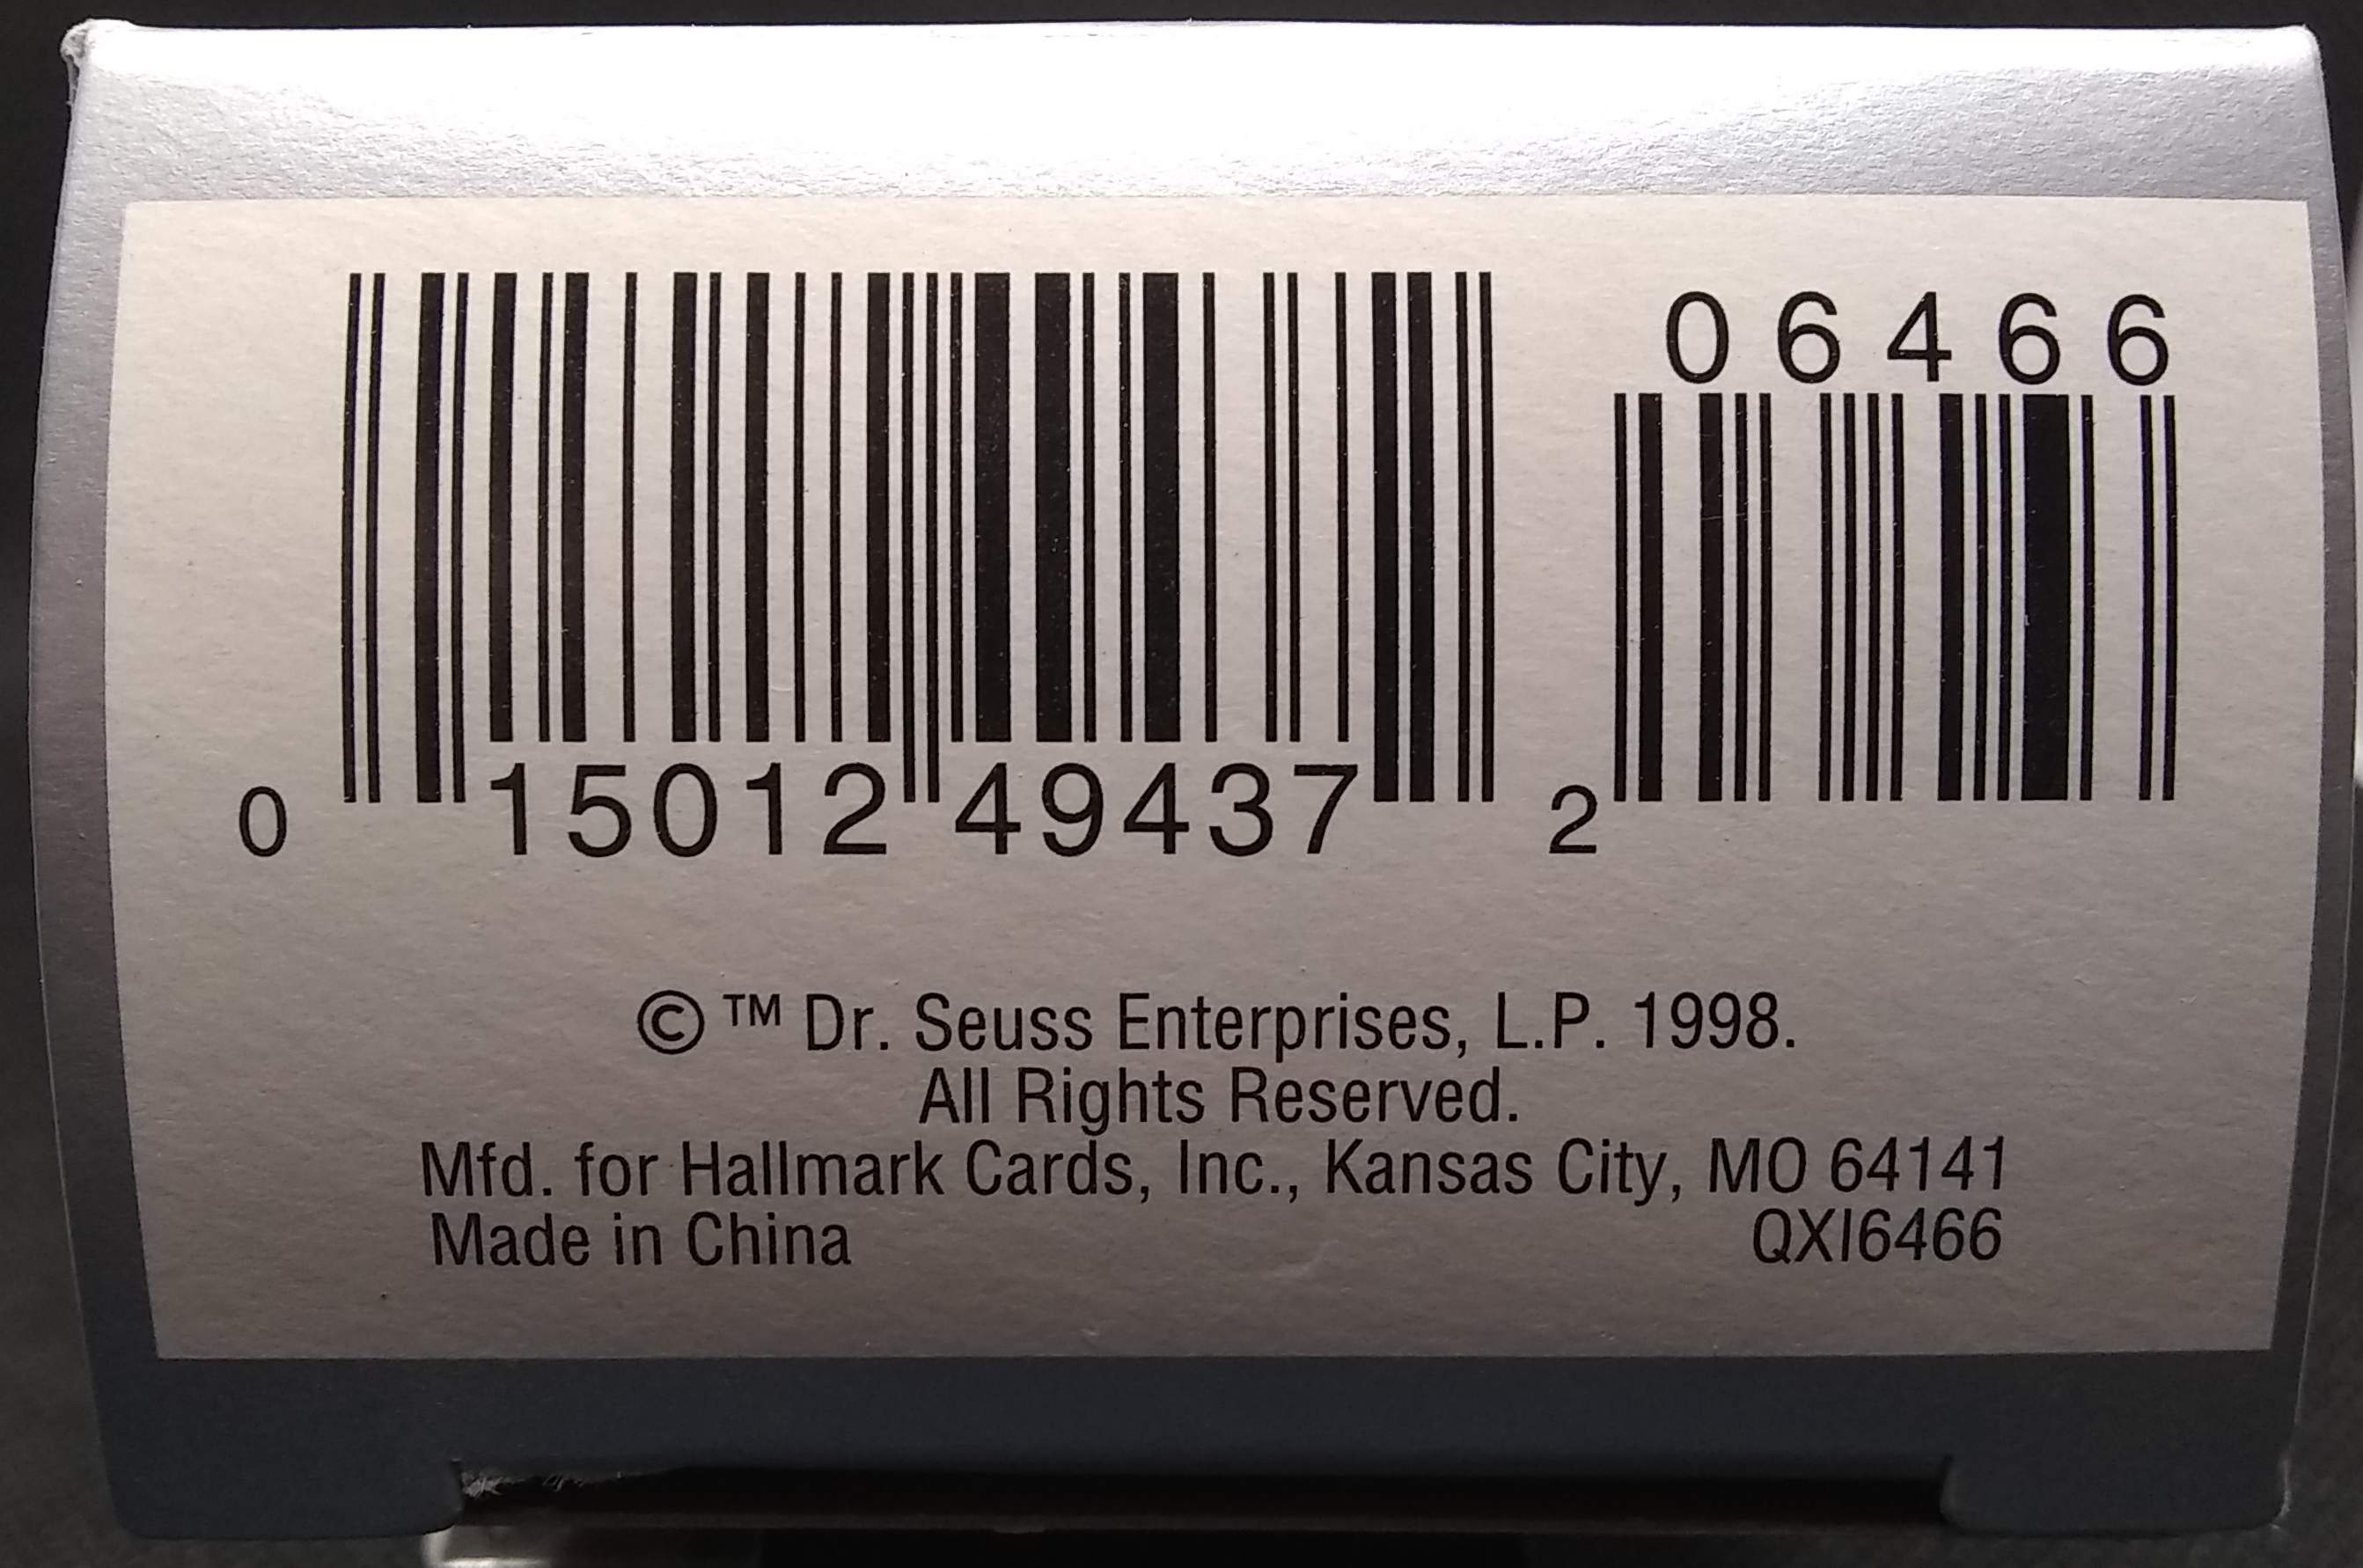 06466
0 15012 49437 2
© ™ Dr. Seuss Enterprises, L.P. 1998.
All Rights Reserved.
Mfd. for Hallmark Cards, Inc., Kansas City, MO 64141
Made in China QXI6466